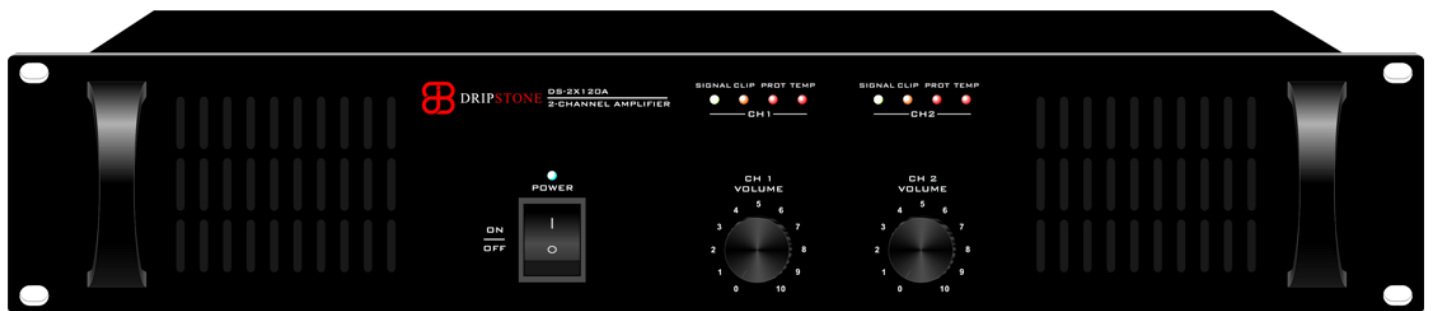 DRIPSTONE
DS-2X120A
2-CHANNEL AMPLIFIER
SIGNAL CLIP PROT TEMP
CH1
SIGNAL CLIP PROT TEMP
CH2
POWER
ON
OFF
I
O
CH 1
VOLUME
0 1 2 3 4 5 6 7 8 9 10
CH 2
VOLUME
0 1 2 3 4 5 6 7 8 9 10